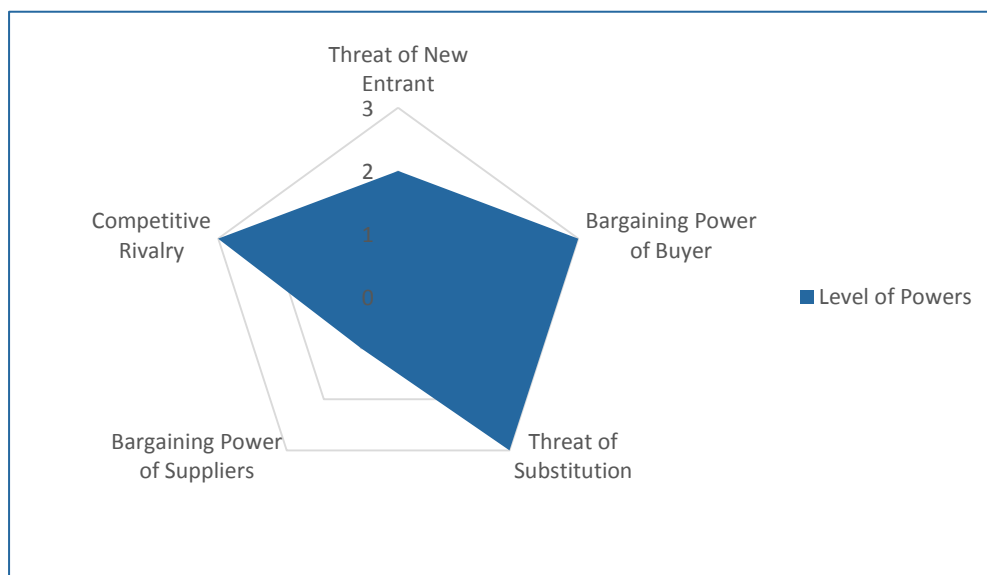 Threat of New
Entrant
3
2
1
0
Competitive
Rivalry
Bargaining Power
of Buyer
Level of Powers
Bargaining Power
of Suppliers
Threat of
Substitution